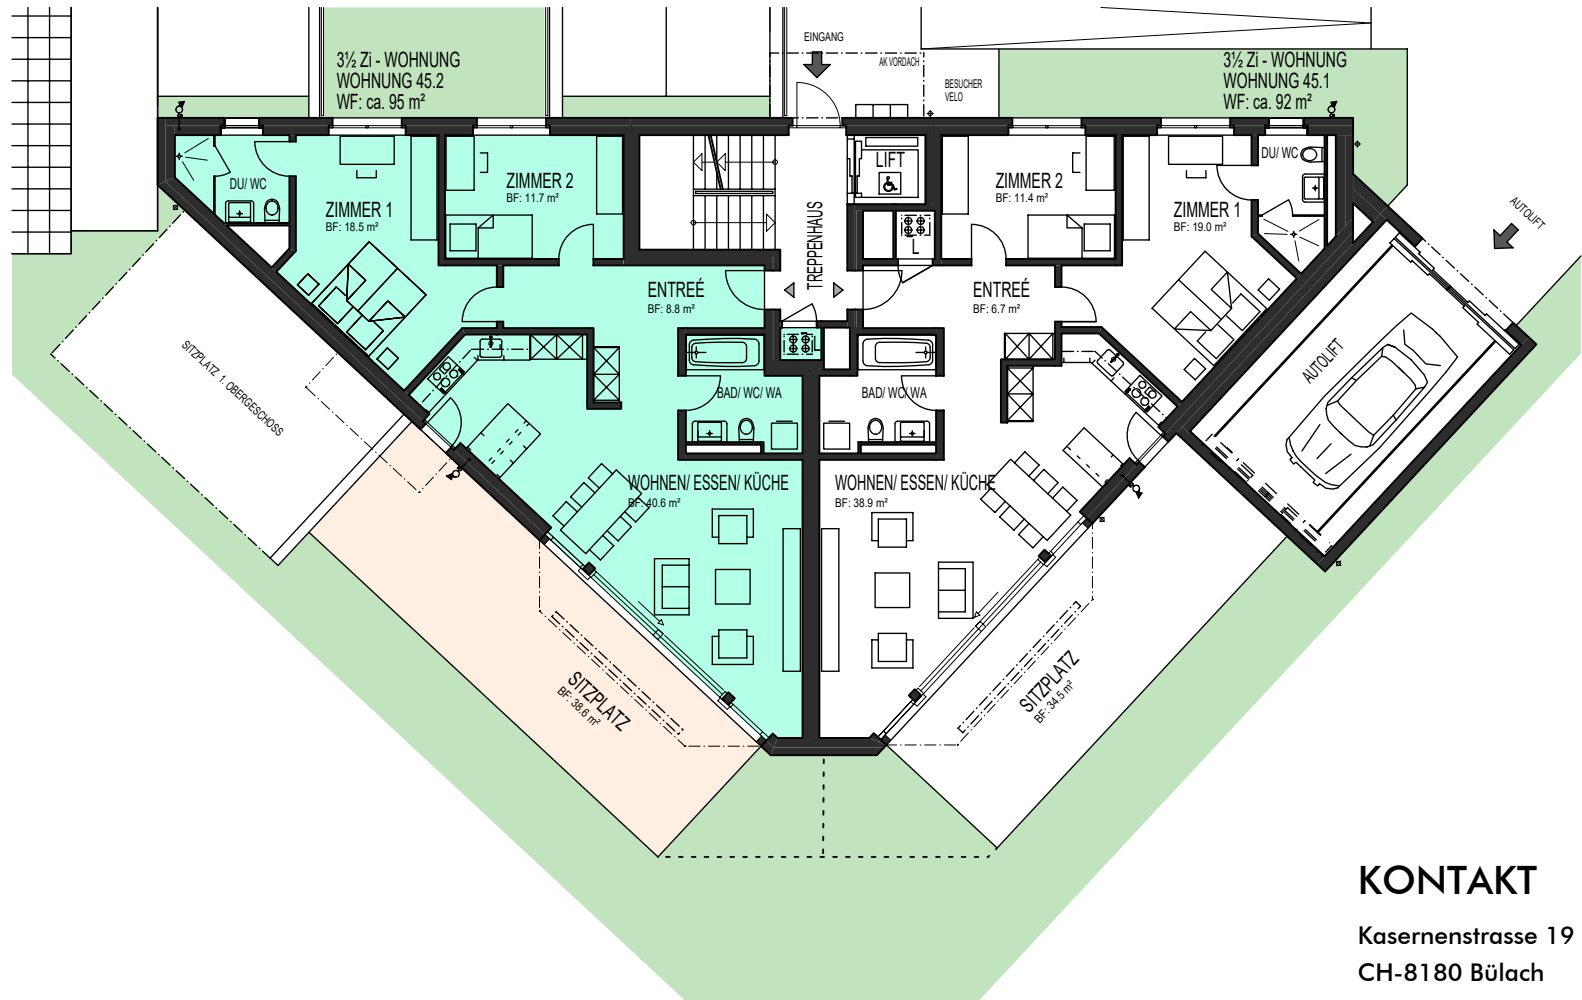 EINGANG
AK VORDACH
BESUCHER
VELO
3½ Zi - WOHNUNG
WOHNUNG 45.2
WF: ca. 95 m²
3½ Zi - WOHNUNG
WOHNUNG 45.1
WF: ca. 92 m²
DU/ WC
ZIMMER 1
BF: 18.5 m²
ZIMMER 2
BF: 11.7 m²
TREPPENHAUS
LIFT
L
ZIMMER 2
BF: 11.4 m²
ZIMMER 1
BF: 19.0 m²
DU/ WC
AUTOLIFT
ENTREÉ
BF: 8.8 m²
ENTREÉ
BF: 6.7 m²
L
SITZPLATZ 1. OBERGESCHOSS
BAD/ WC/ WA
BAD/ WC/ WA
AUTOLIFT
WOHNEN/ ESSEN/ KÜCHE
BF: 40.6 m²
WOHNEN/ ESSEN/ KÜCHE
BF: 38.9 m²
SITZPLATZ
BF: 38.6 m²
SITZPLATZ
BF: 34.5 m²
KONTAKT
Kasernenstrasse 19
CH-8180 Bülach